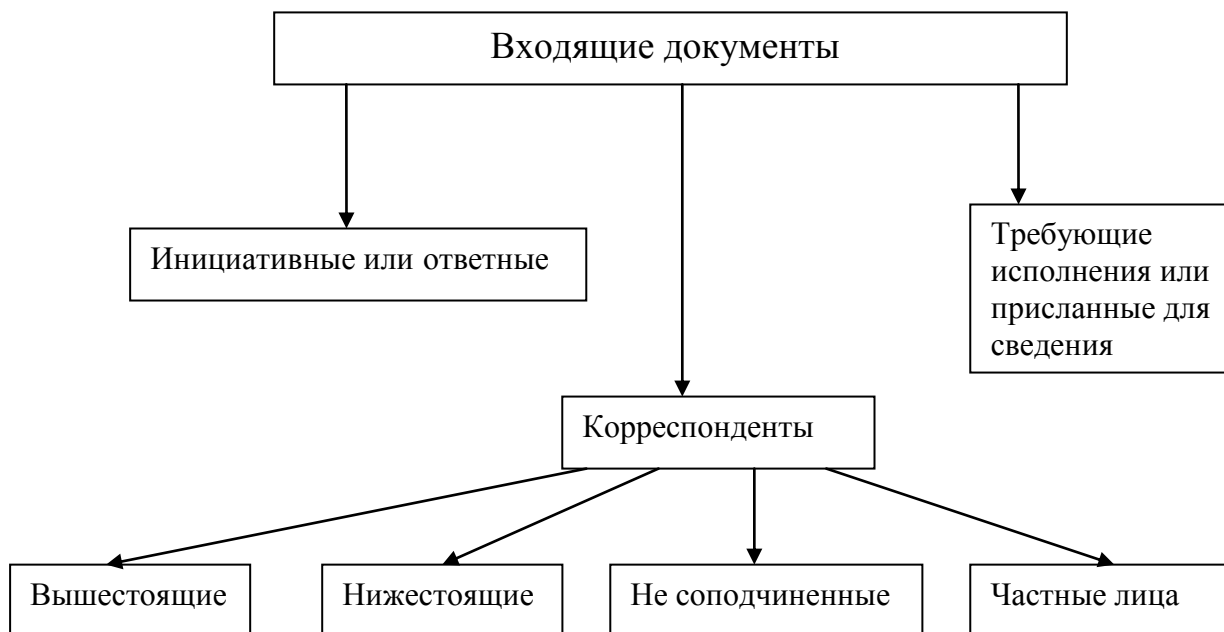 Входящие документы
Инициативные или ответные
Требующие
исполнения или
присланные для
сведения
Корреспонденты
Вышестоящие
Нижестоящие
Не соподчиненные
Частные лица